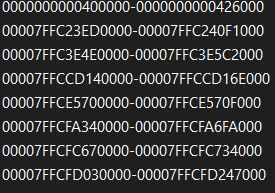 0000000000400000-0000000000426000
00007FFC23ED0000-00007FFC240F1000
00007FFC3E4E0000-00007FFC3E5C2000
00007FFCCD140000-00007FFCCD16E000
00007FFCE5700000-00007FFCE570F000
00007FFCFA340000-00007FFCFA6FA000
00007FFCFC670000-00007FFCFC734000
00007FFCFD030000-00007FFCFD247000